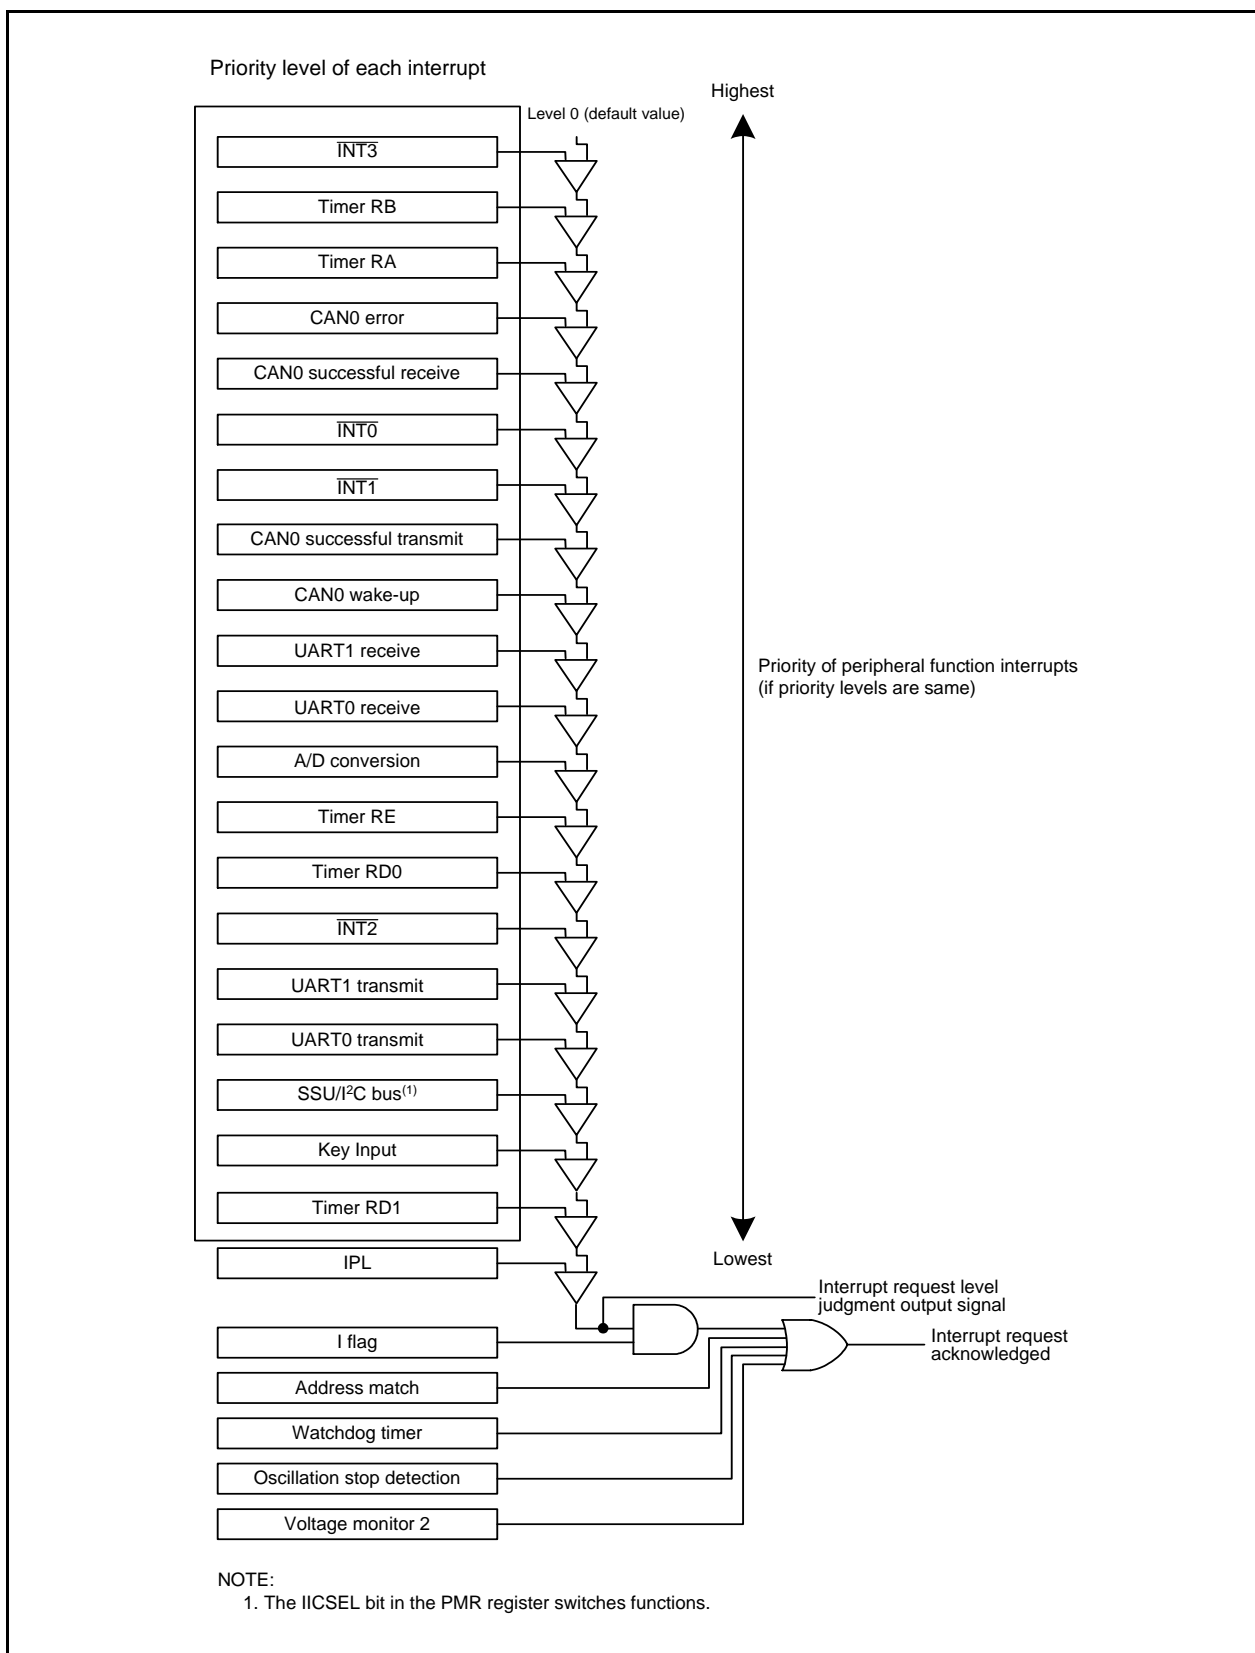 Priority level of each interrupt
Highest
Level 0 (default value)
INT3
Timer RB
Timer RA
CAN0 error
CAN0 successful receive
INT0
INT1
CAN0 successful transmit
CAN0 wake-up
UART1 receive
UART0 receive
A/D conversion
Timer RE
Timer RD0
INT2
UART1 transmit
UART0 transmit
SSU/I²C bus(1)
Key Input
Timer RD1
Priority of peripheral function interrupts
(if priority levels are same)
Lowest
IPL
Interrupt request level
judgment output signal
I flag
Interrupt request
acknowledged
Address match
Watchdog timer
Oscillation stop detection
Voltage monitor 2
NOTE:
1. The IICSEL bit in the PMR register switches functions.